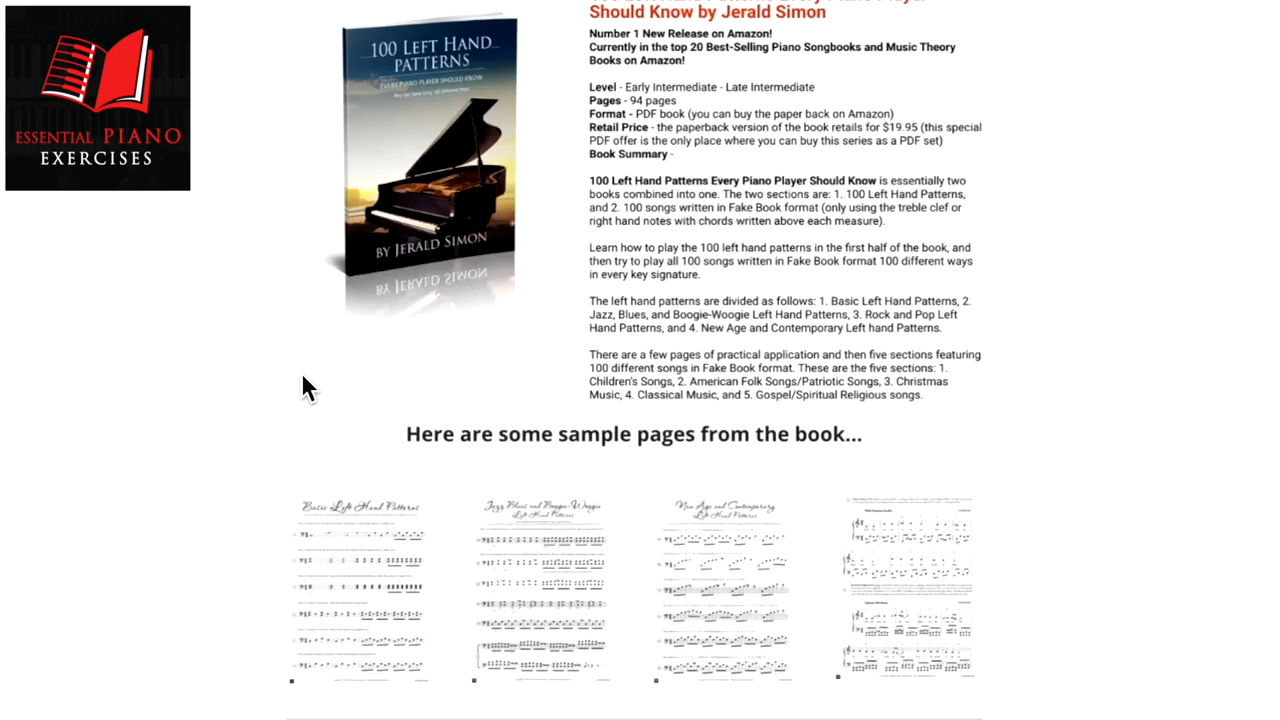 ESSENTIAL PIANO
EXERCISES
100 LEFT HAND
PATTERNS
EVERY PIANO PLAYER SHOULD KNOW
BY JERALD SIMON
Should Know by Jerald Simon
Number 1 New Release on Amazon!
Currently in the top 20 Best-Selling Piano Songbooks and Music Theory
Books on Amazon!
Level - Early Intermediate - Late Intermediate
Pages - 94 pages
Format - PDF book (you can buy the paper back on Amazon)
Retail Price - the paperback version of the book retails for $19.95 (this special
PDF offer is the only place where you can buy this series as a PDF set)
Book Summary -
100 Left Hand Patterns Every Piano Player Should Know is essentially two
books combined into one. The two sections are: 1. 100 Left Hand Patterns,
and 2. 100 songs written in Fake Book format (only using the treble clef or
right hand notes with chords written above each measure).
Learn how to play the 100 left hand patterns in the first half of the book, and
then try to play all 100 songs written in Fake Book format 100 different ways
in every key signature.
The left hand patterns are divided as follows: 1. Basic Left Hand Patterns, 2.
Jazz, Blues, and Boogie-Woogie Left Hand Patterns, 3. Rock and Pop Left
Hand Patterns, and 4. New Age and Contemporary Left hand Patterns.
There are a few pages of practical application and then five sections featuring
100 different songs in Fake Book format. These are the five sections: 1.
Children's Songs, 2. American Folk Songs/Patriotic Songs, 3. Christmas
Music, 4. Classical Music, and 5. Gospel/Spiritual Religious songs.
Here are some sample pages from the book...
Basic Left Hand Patterns
Jazz Blues and Boogie-Woogie
Left Hand Patterns
New Age and Contemporary
Left Hand Patterns